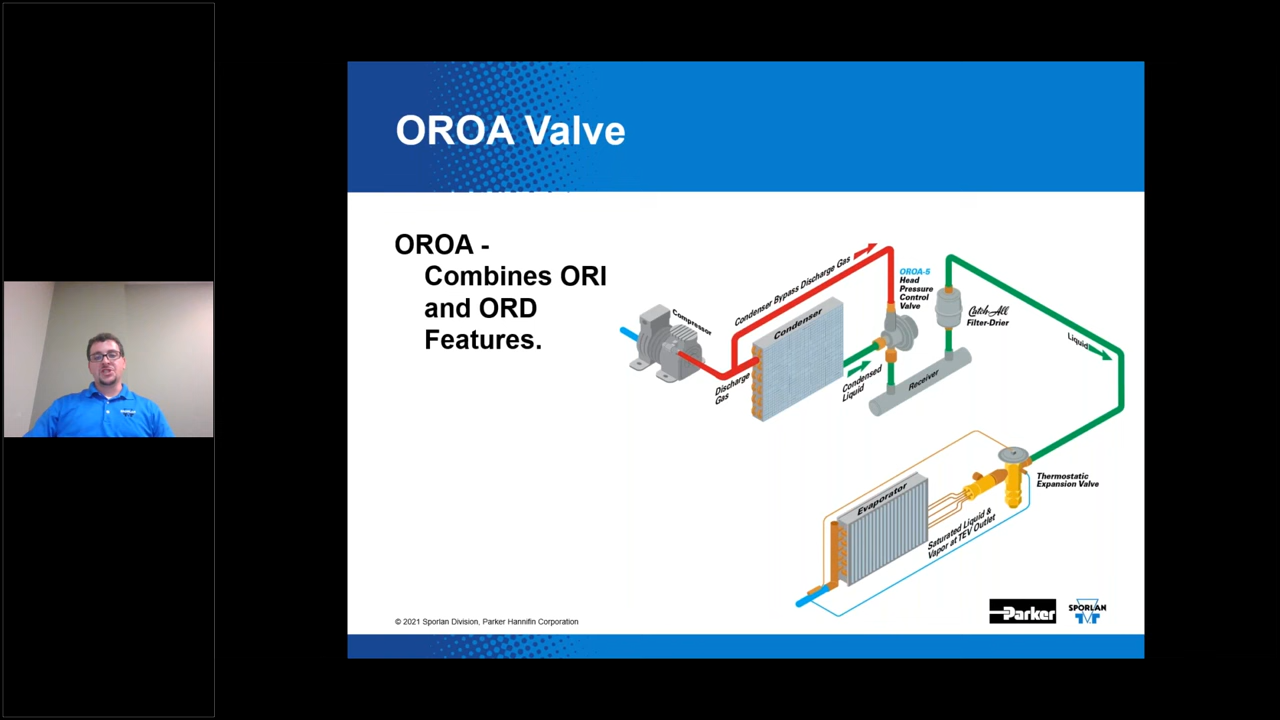 OROA Valve
OROA -
Combines ORI
and ORD
Features.
Compressor
Condenser Bypass Discharge Gas
Condenser
Discharge
Gas
Condensed
Liquid
OROA-5
Head
Pressure
Control
Valve
Receiver
Catch-All
Filter-Drier
Liquid
Thermostatic
Expansion Valve
Evaporator
Saturated Liquid &
Vapor at TEV Outlet
© 2021 Sporlan Division, Parker Hannifin Corporation
Parker
SPORLAN